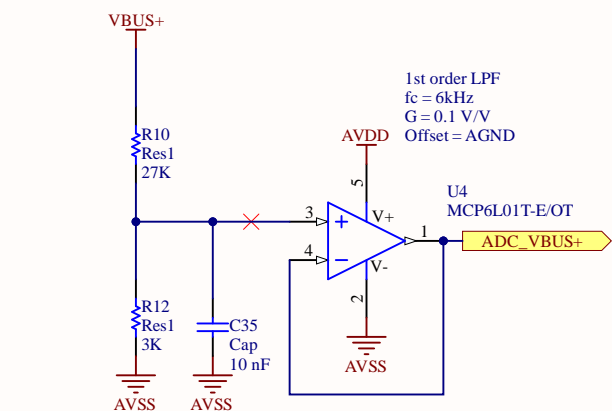 VBUS+
1st order LPF
fc = 6kHz
G = 0.1 V/V
Offset = AGND
AVDD
R10
Res1
27K
5
U4
MCP6L01T-E/OT
3
V+
1
ADC_VBUS+
4
V-
2
R12
Res1
3K
C35
Cap
10 nF
AVSS
AVSS
AVSS